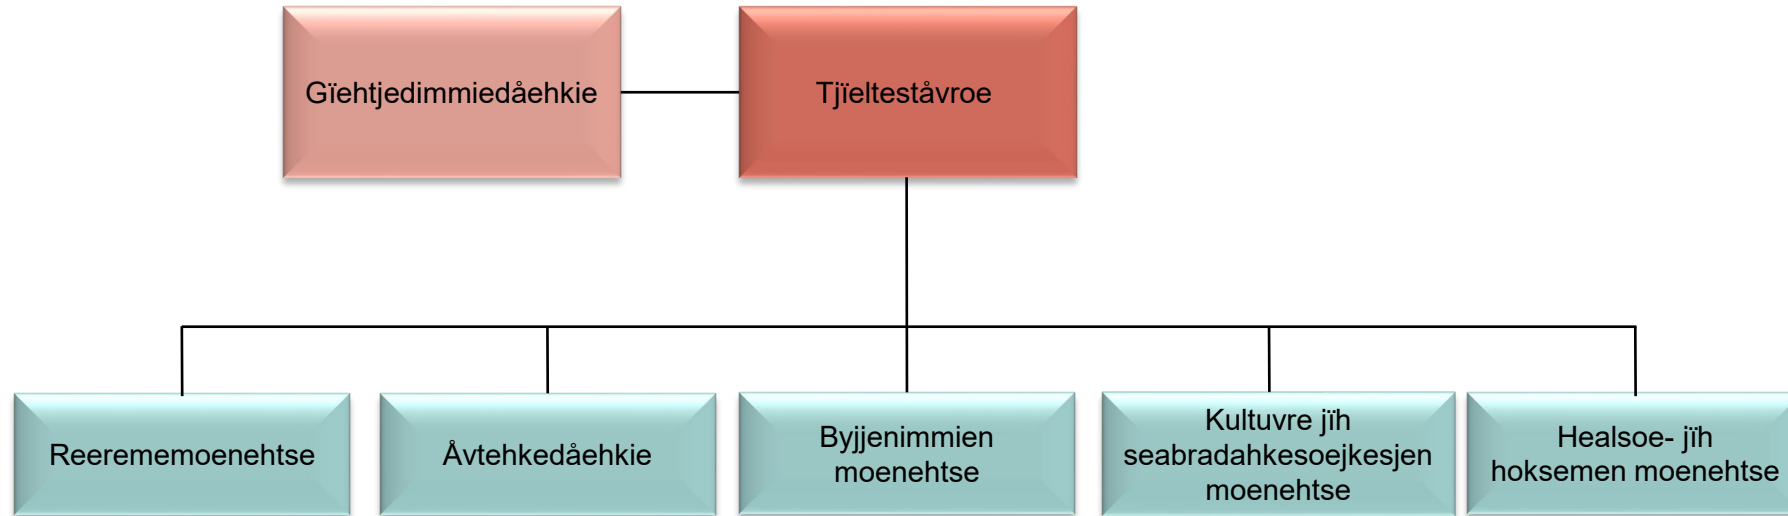 Gïehtjedimmiedåehkie
Tjïelteståvroe
Reerememoenehtse
Åvtehkedåehkie
Byjjenimmien
moenehtse
Kultuvre jïh
seabradahkesoejkesjen
moenehtse
Healsoe- jïh
hoksemen moenehtse